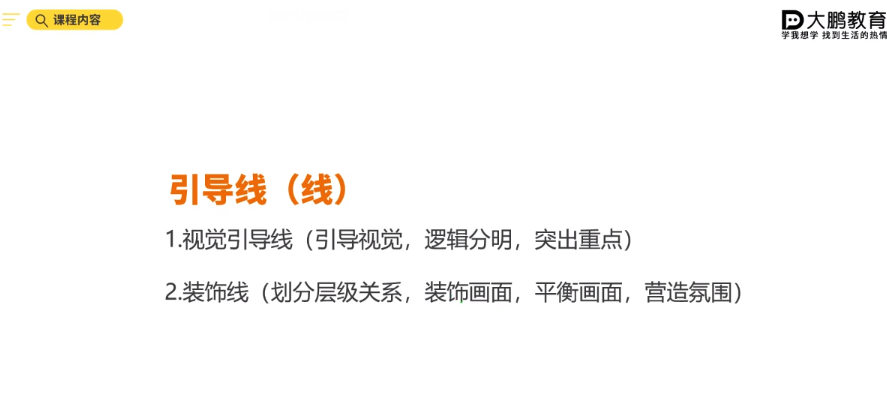 课程内容
大鹏教育
学我想学 找到生活的热情
引导线（线）
1.视觉引导线（引导视觉，逻辑分明，突出重点）
2.装饰线（划分层级关系，装饰画面，平衡画面，营造氛围）